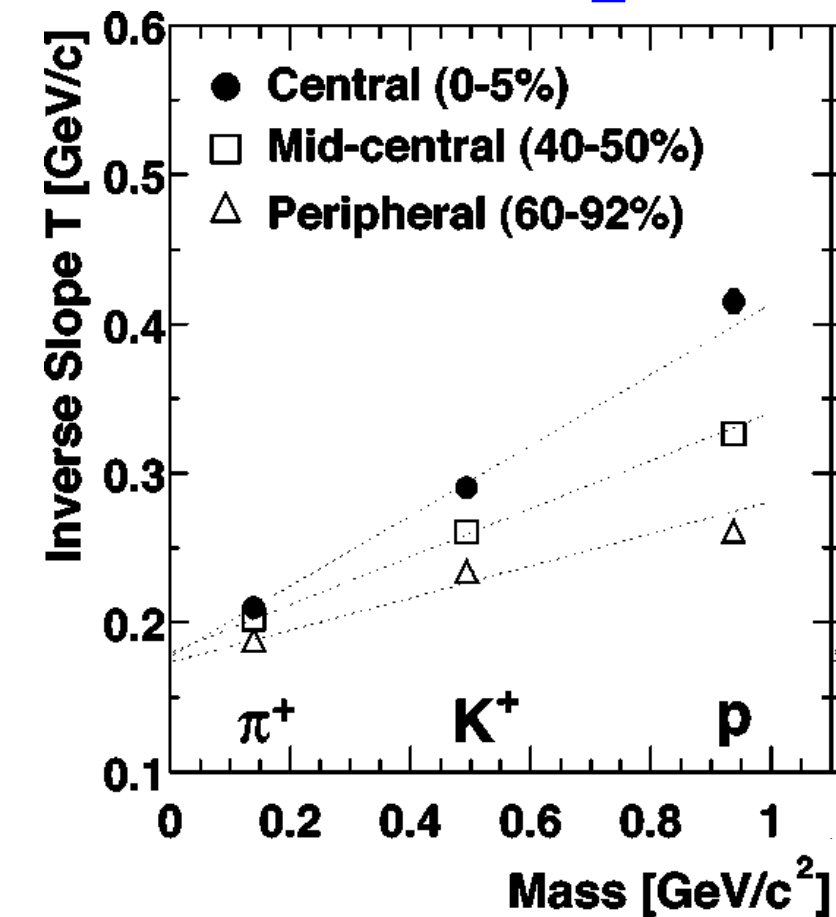 Inverse Slope T [GeV/c]
0.6
0.5
0.4
0.3
0.2
0.1
Central (0-5%)
Mid-central (40-50%)
Peripheral (60-92%)
π+ K+ p
0 0.2 0.4 0.6 0.8 1
Mass [GeV/c2]